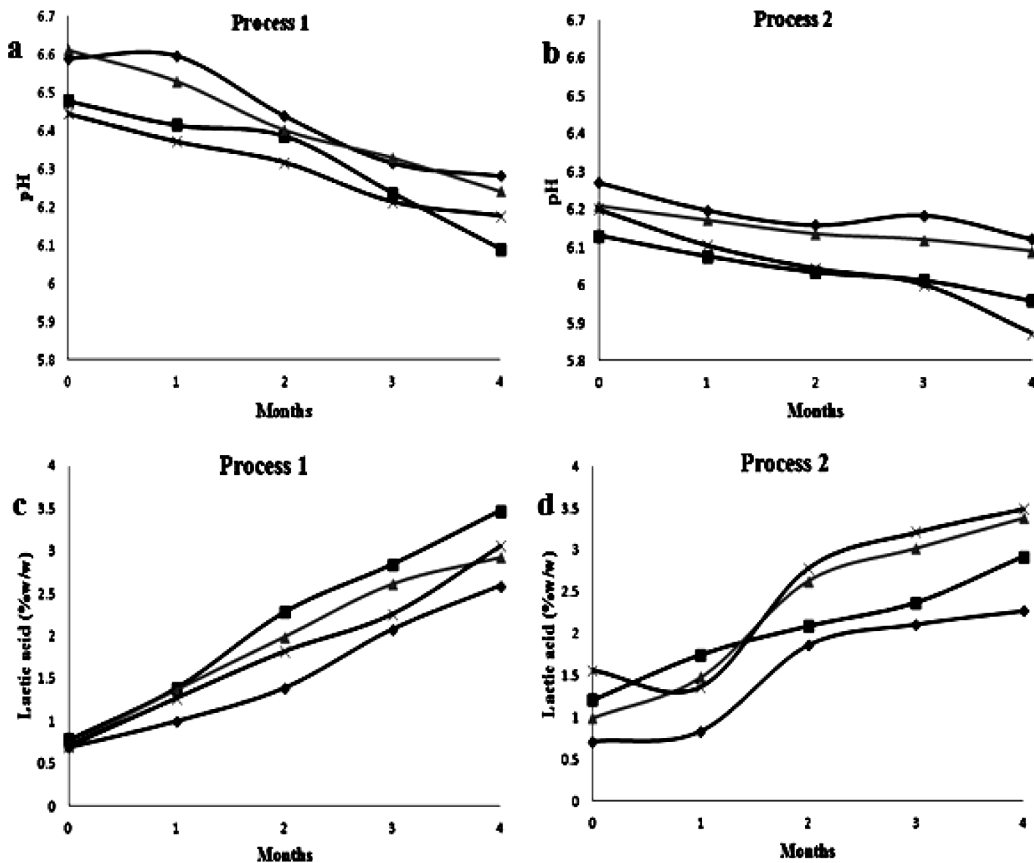 Process 1
a
6.7
6.6
6.5
6.4
6.3
6.2
6.1
6
5.9
5.8
pH
0 1 2 3 4
Months
Process 2
b
6.7
6.6
6.5
6.4
6.3
6.2
6.1
6
5.9
5.8
pH
0 1 2 3 4
Months
Process 1
c
4
3.5
3
2.5
2
1.5
1
0.5
0
Lactic acid (%w/w)
0 1 2 3 4
Months
Process 2
d
4
3.5
3
2.5
2
1.5
1
0.5
0
Lactic acid (%w/w)
0 1 2 3 4
Months